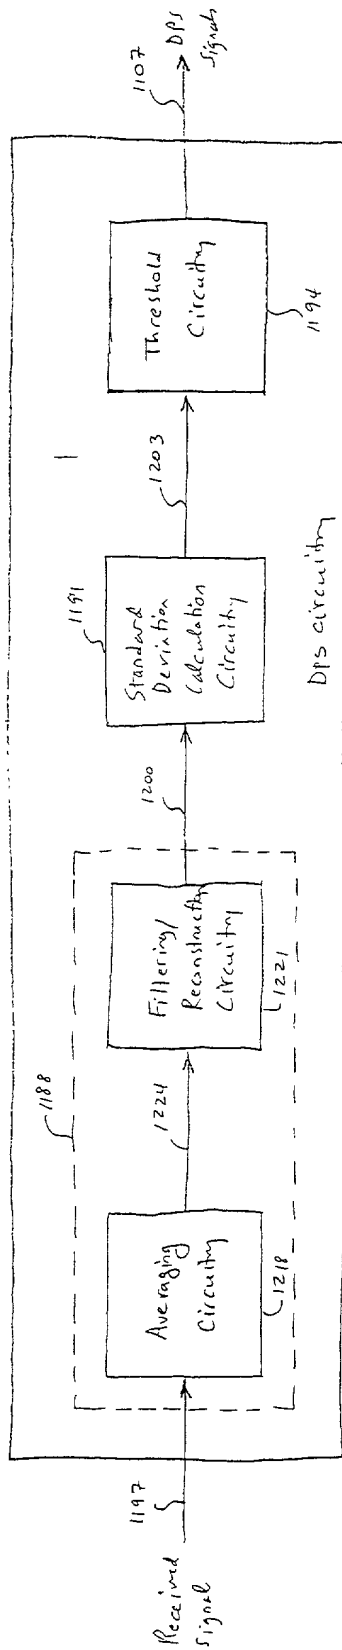 Received
Signal
1197
1188
Averaging
Circuitry
1218
1224
Filtering/
Reconstruction
Circuitry
1221
1200
1191
Standard
Deviation
Calculation
Circuitry
1203
Threshold
Circuitry
1194
1107
DPS
Signals
DPS circuitry